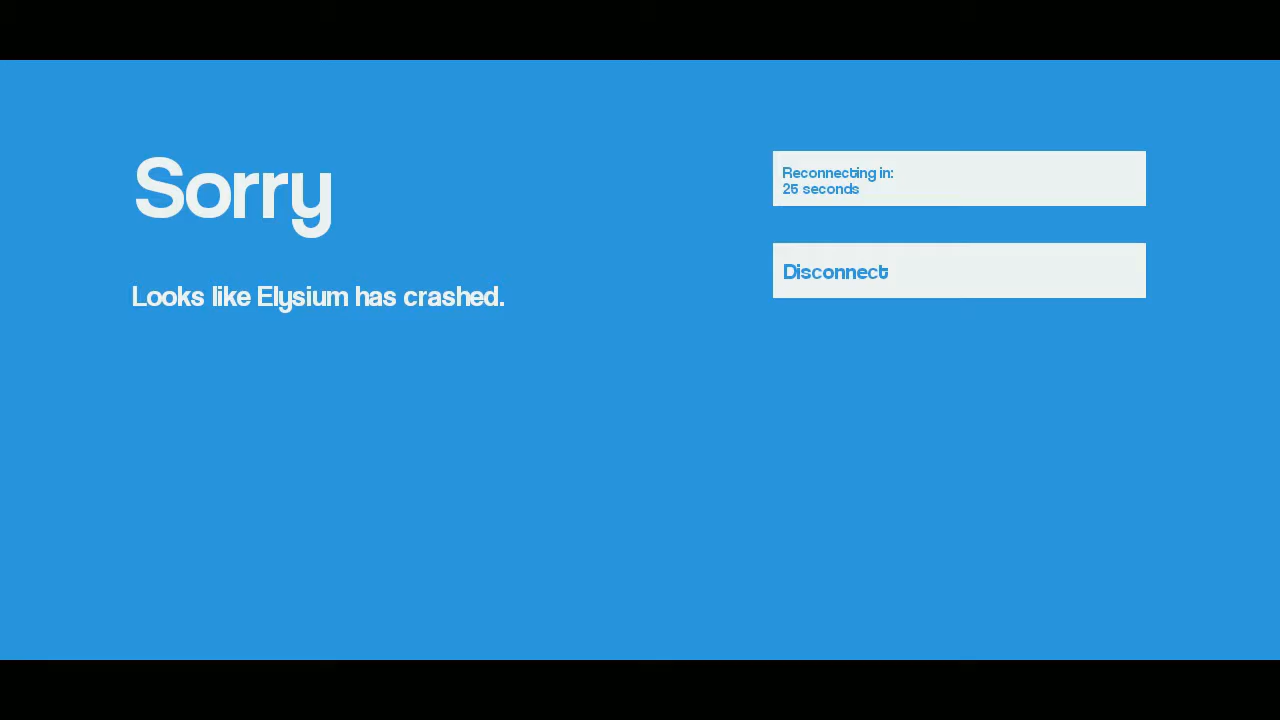 Sorry
Looks like Elysium has crashed.
Reconnecting in:
25 seconds
Disconnect